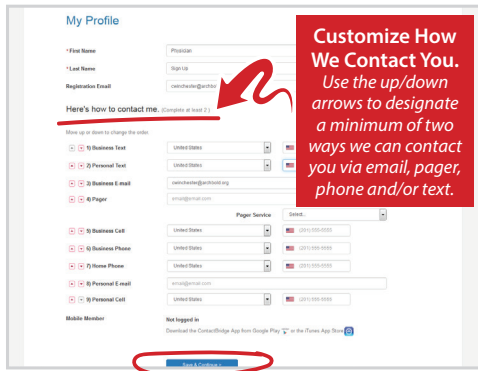 My Profile
Customize How
We Contact You.
Use the up/down
arrows to designate
a minimum of two
ways we can contact
you via email, pager,
phone and/or text.
* First Name Physician
* Last Name Sign Up
Registration Email
Here's how to contact me. (Complete at least 2 )
Move up or down to change the order.
1) Business Text United States
2) Personal Text United States
3) Business E-mail
4) Pager email@email.com
Pager Service Select...
5) Business Cell United States (201) 555-5555
6) Business Phone United States (201) 555-5555
7) Home Phone United States (201) 555-5555
8) Personal E-mail email@email.com
9) Personal Cell United States (201) 555-5555
Mobile Member Not logged in
Download the ContactBridge App from Google Play or the iTunes App Store
Save & Continue >